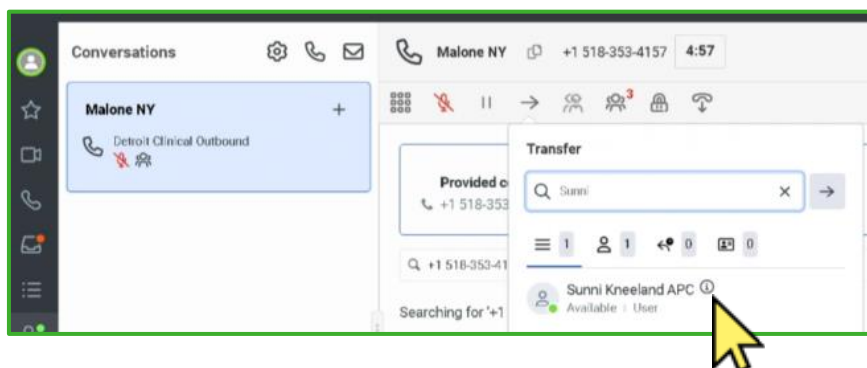 Conversations
Malone NY +1 518-353-4157 4:57
Malone NY
Detroit Clinical Outbound
3
Transfer
Sunni
Provided c
+1 518-353
1 1 0 0
+1 518-353-41
Sunni Kneeland APC
Available | User
Searching for '+1